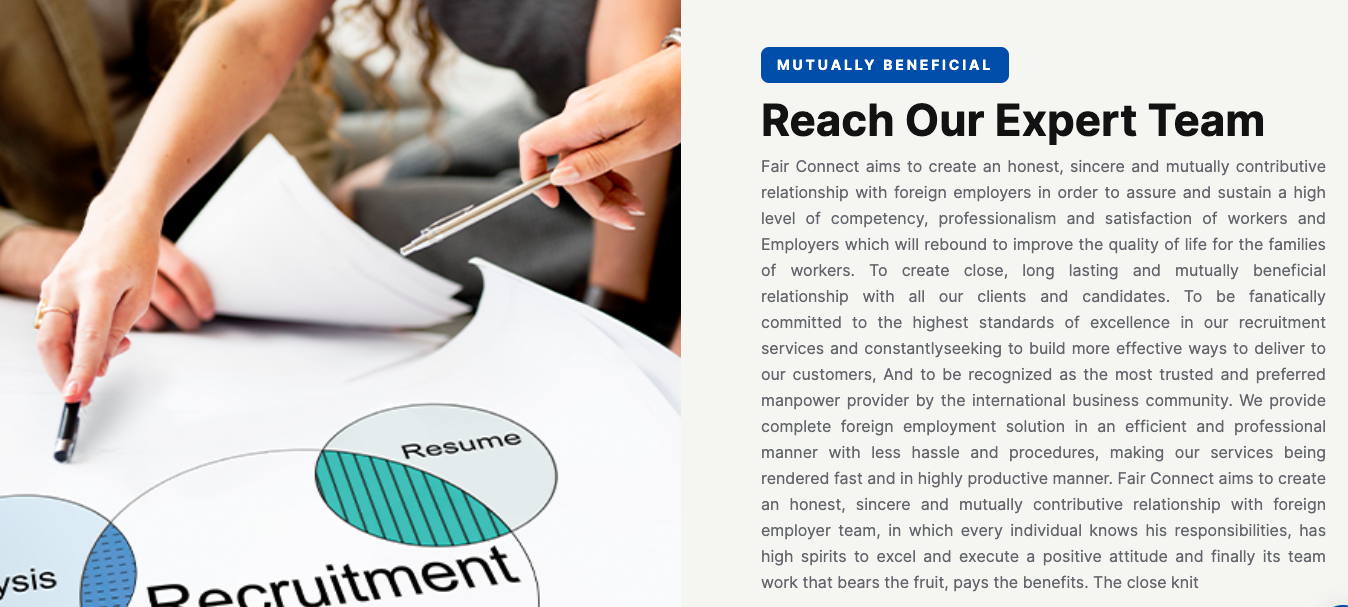 MUTUALLY BENEFICIAL
Reach Our Expert Team
Fair Connect aims to create an honest, sincere and mutually contributive
relationship with foreign employers in order to assure and sustain a high
level of competency, professionalism and satisfaction of workers and
Employers which will rebound to improve the quality of life for the families
of workers. To create close, long lasting and mutually beneficial
relationship with all our clients and candidates. To be fanatically
committed to the highest standards of excellence in our recruitment
services and constantlyseeking to build more effective ways to deliver to
our customers, And to be recognized as the most trusted and preferred
manpower provider by the international business community. We provide
complete foreign employment solution in an efficient and professional
manner with less hassle and procedures, making our services being
rendered fast and in highly productive manner. Fair Connect aims to create
an honest, sincere and mutually contributive relationship with foreign
employer team, in which every individual knows his responsibilities, has
high spirits to excel and execute a positive attitude and finally its team
work that bears the fruit, pays the benefits. The close knit
Resume
Recruitment
ysis